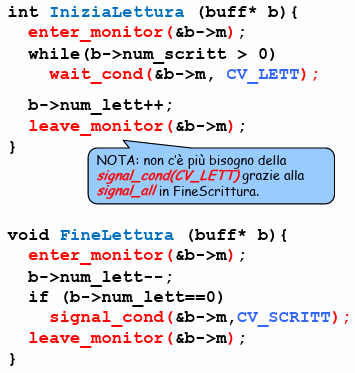 int IniziaLettura (buff* b){
enter_monitor(&b->m);
while(b->num_scritt > 0)
wait_cond(&b->m, CV_LETT);
b->num_lett++;
leave_monitor(&b->m);
}
NOTA: non c'è più bisogno della
signal_cond(CV_LETT) grazie alla
signal_all in FineScrittura.
void FineLettura (buff* b){
enter_monitor(&b->m);
b->num_lett--;
if (b->num_lett==0)
signal_cond(&b->m,CV_SCRITT);
leave_monitor(&b->m);
}